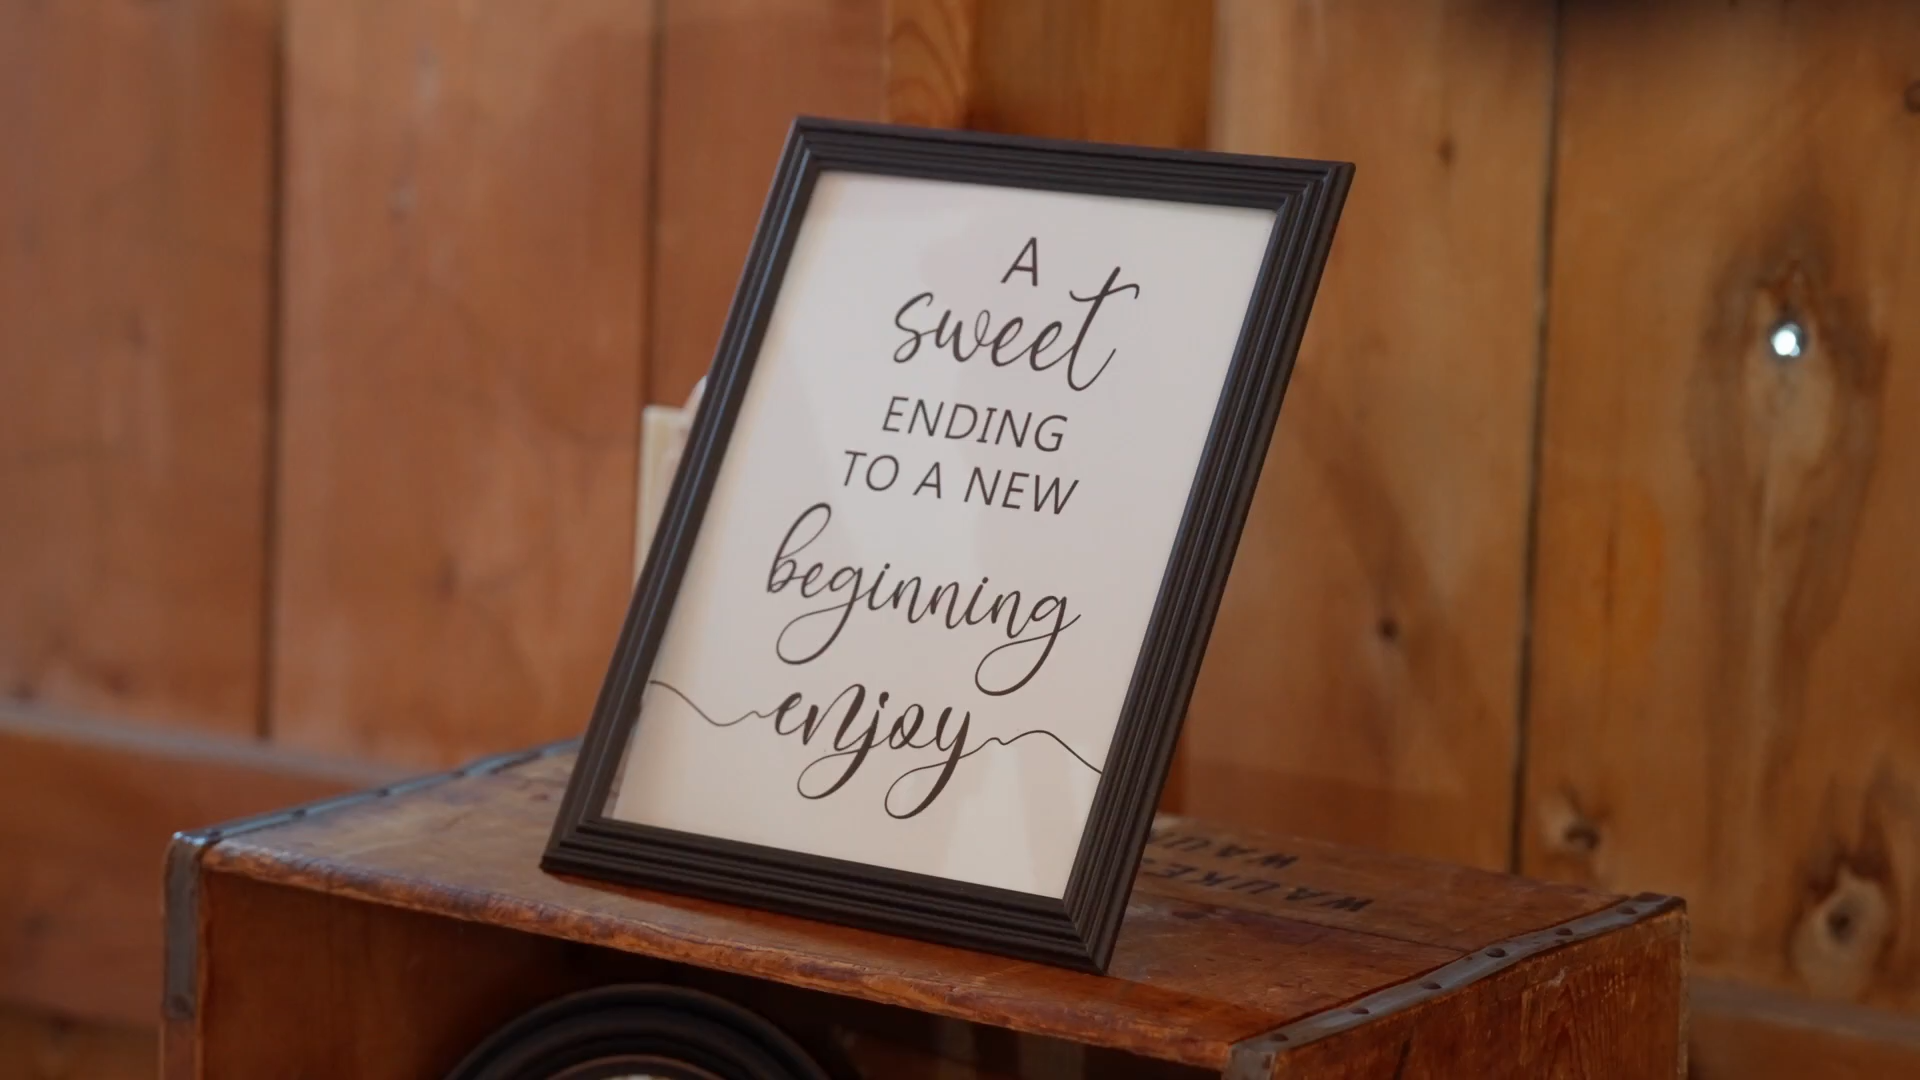 A
sweet
ENDING
TO A NEW
beginning
enjoy